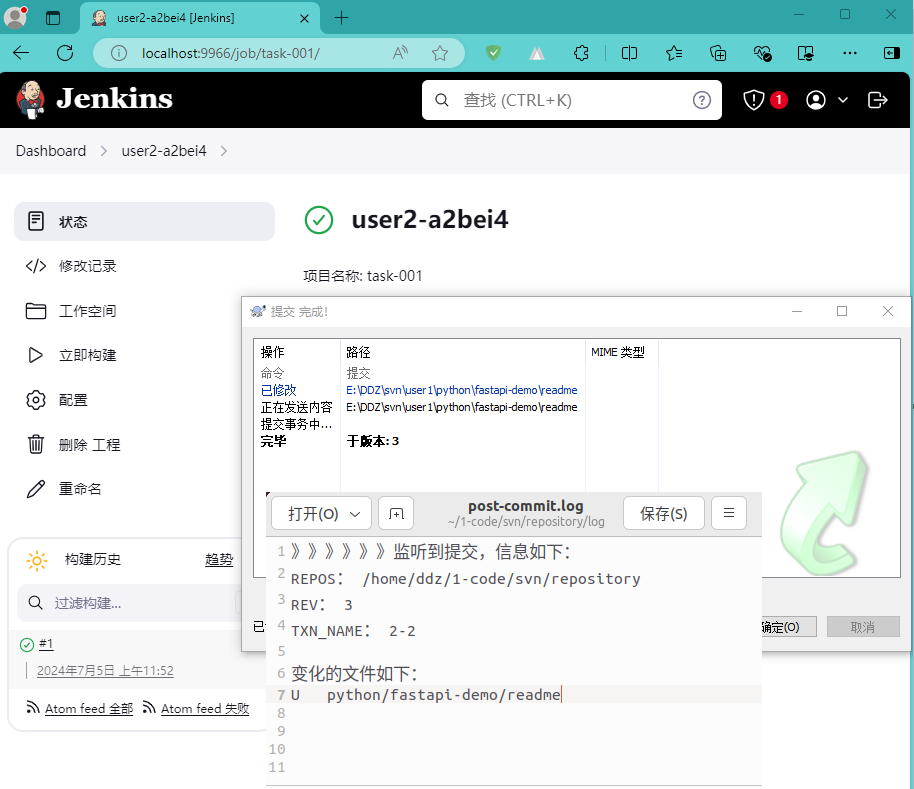 user2-a2bei4 [Jenkins]
localhost:9966/job/task-001/
Jenkins
查找 (CTRL+K)
1
Dashboard
user2-a2bei4
状态
修改记录
工作空间
立即构建
配置
删除 工程
重命名
user2-a2bei4
项目名称: task-001
构建历史
趋势
过滤构建...
#1
2024年7月5日 上午11:52
Atom feed 全部
Atom feed 失败
提交 完成!
操作 路径 MIME 类型
命令 提交
已修改 E:\DDZ\svn\user1\python\fastapi-demo\readme
正在发送内容 E:\DDZ\svn\user1\python\fastapi-demo\readme
提交事务中...
完毕 于版本: 3
确定(O)
取消
打开(O)
post-commit.log
~/1-code/svn/repository/log
保存(S)
1 》》》》》》监听到提交，信息如下：
2 REPOS： /home/ddz/1-code/svn/repository
3 REV： 3
4 TXN_NAME： 2-2
5
6 变化的文件如下：
7 U   python/fastapi-demo/readme
8
9
10
11